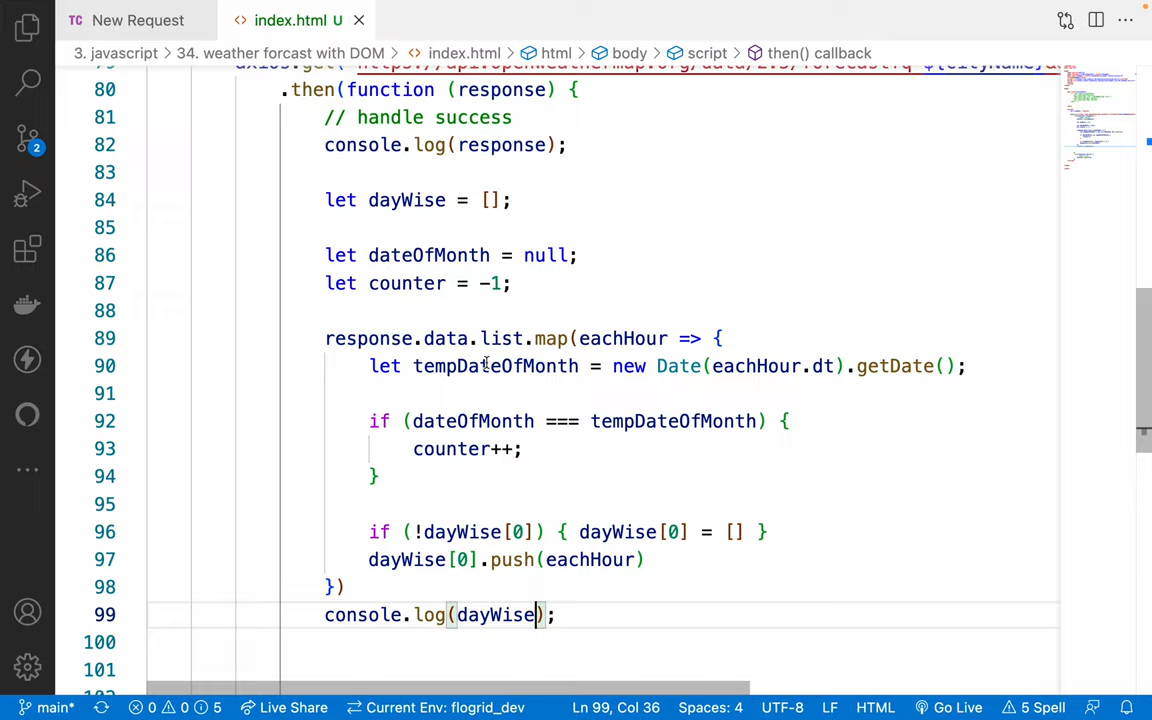 TC New Request <> index.html U ×
3. javascript > 34. weather forcast with DOM > <> index.html > html > body > script > then() callback
80 .then(function (response) {
81 // handle success
82 console.log(response);
83
84 let dayWise = [];
85
86 let dateOfMonth = null;
87 let counter = -1;
88
89 response.data.list.map(eachHour => {
90 let tempDateOfMonth = new Date(eachHour.dt).getDate();
91
92 if (dateOfMonth === tempDateOfMonth) {
93 counter++;
94 }
95
96 if (!dayWise[0]) { dayWise[0] = [] }
97 dayWise[0].push(eachHour)
98 })
99 console.log(dayWise);
100
101
2
main* 0 0 5 Live Share Current Env: flogrid_dev Ln 99, Col 36 Spaces: 4 UTF-8 LF HTML Go Live 5 Spell